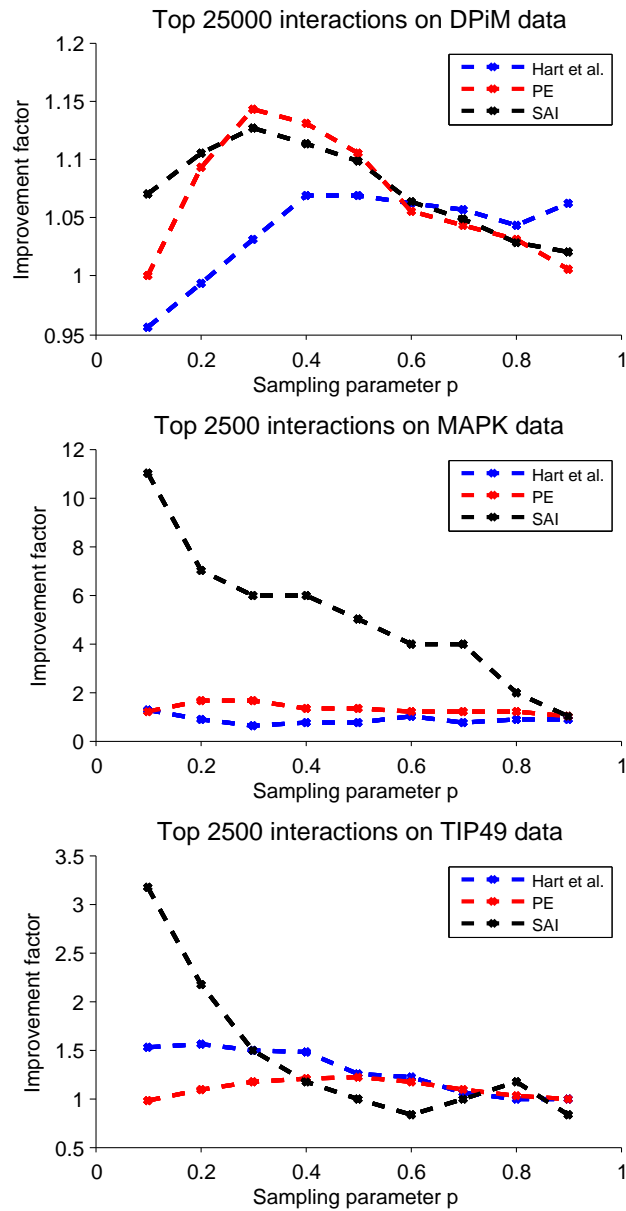 Top 25000 interactions on DPiM data
1.2
1.15
1.1
1.05
1
0.95
Improvement factor
Hart et al.
PE
SAI
0 0.2 0.4 0.6 0.8 1
Sampling parameter p
Top 2500 interactions on MAPK data
12
10
8
6
4
2
0
Improvement factor
Hart et al.
PE
SAI
0 0.2 0.4 0.6 0.8 1
Sampling parameter p
Top 2500 interactions on TIP49 data
3.5
3
2.5
2
1.5
1
0.5
Improvement factor
Hart et al.
PE
SAI
0 0.2 0.4 0.6 0.8 1
Sampling parameter p